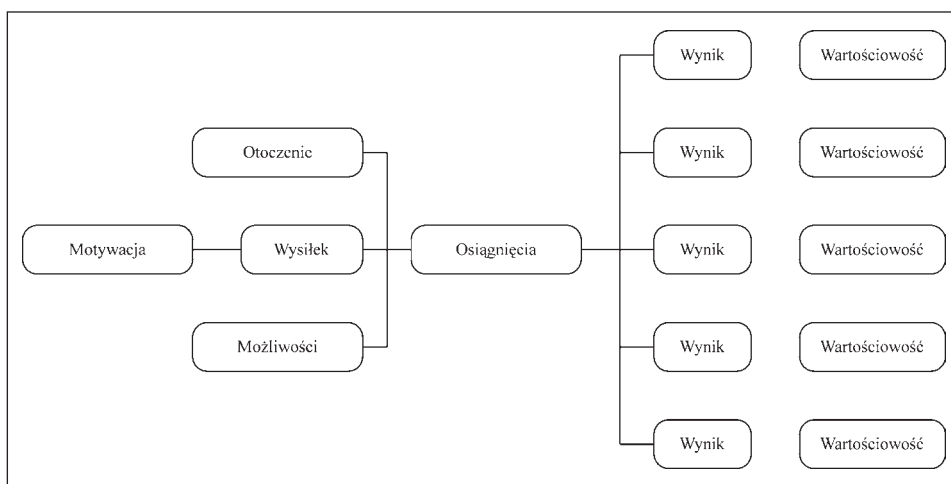 Wynik
Wartościowość
Otoczenie
Wynik
Wartościowość
Motywacja
Wysiłek
Osiągnięcia
Wynik
Wartościowość
Możliwości
Wynik
Wartościowość
Wynik
Wartościowość